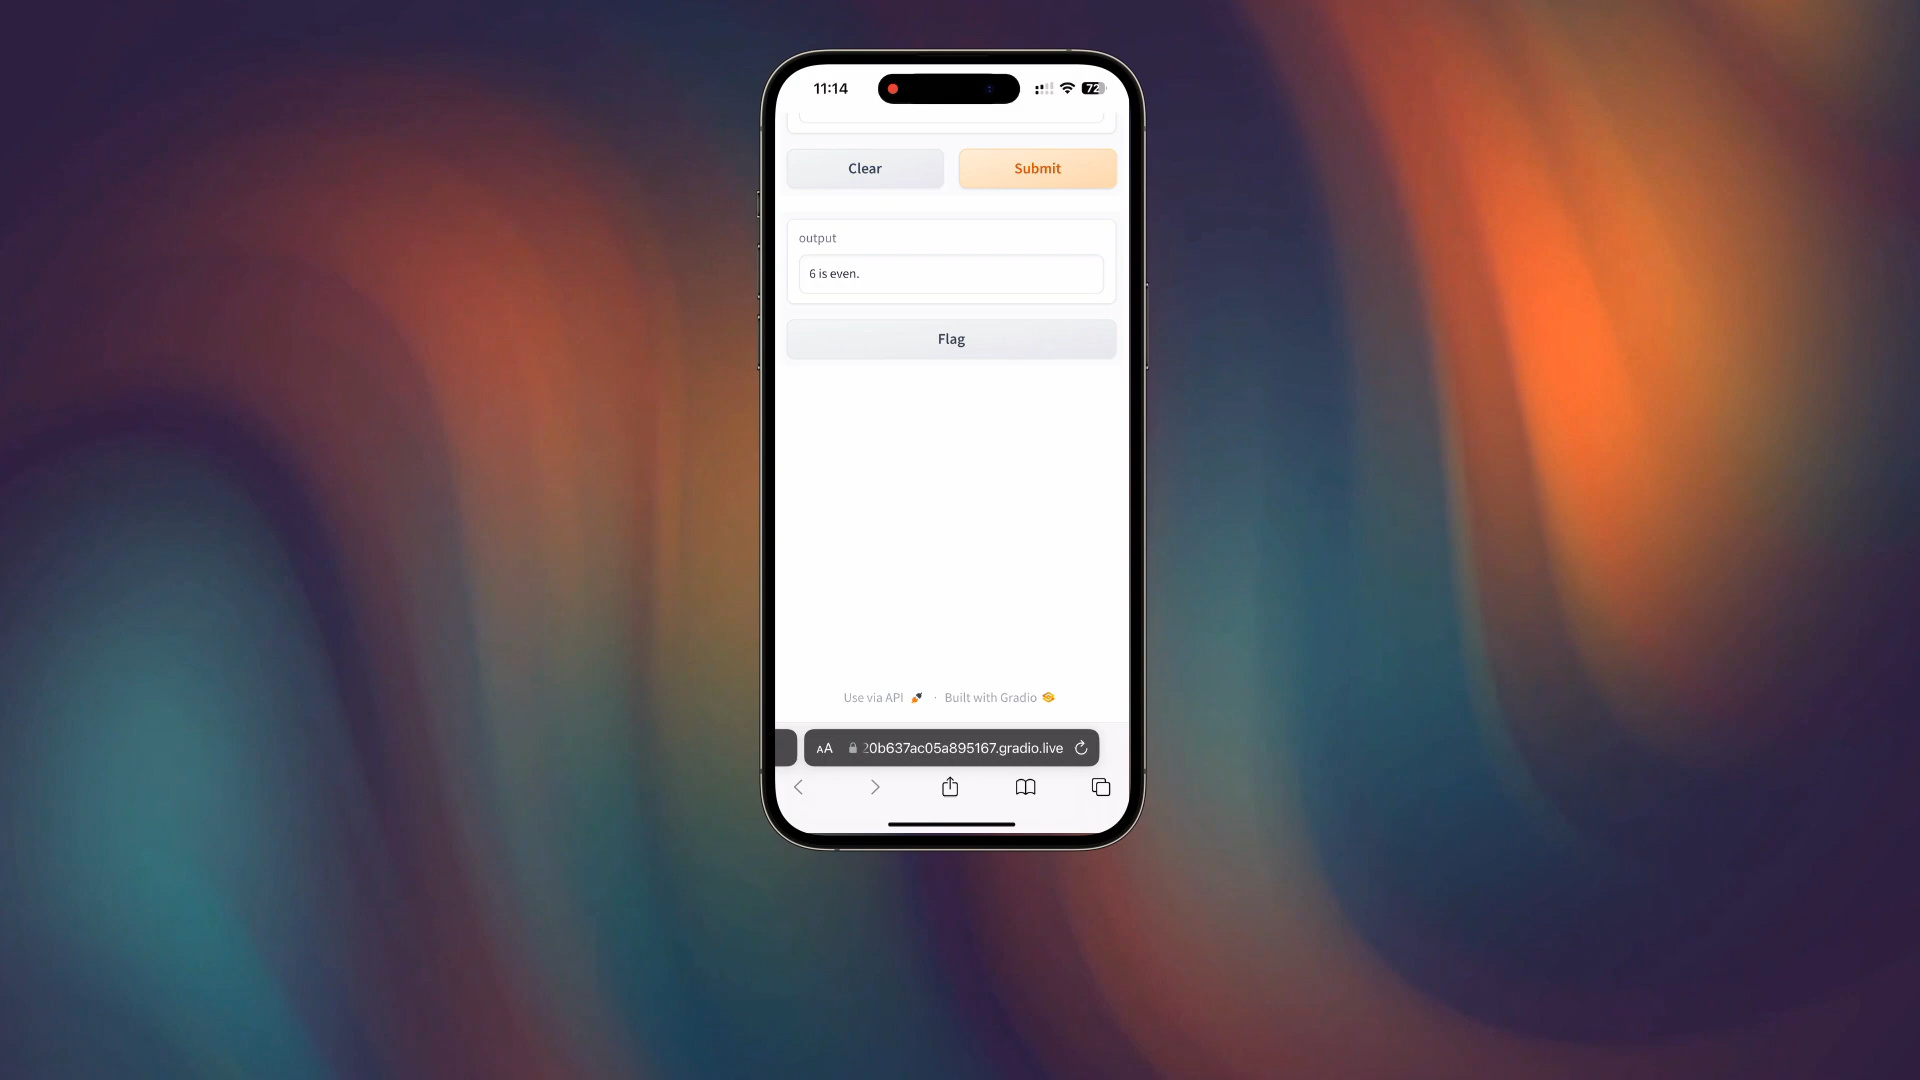 11:14
72
Clear
Submit
output
6 is even.
Flag
Use via API · Built with Gradio
AA 20b637ac05a895167.gradio.live